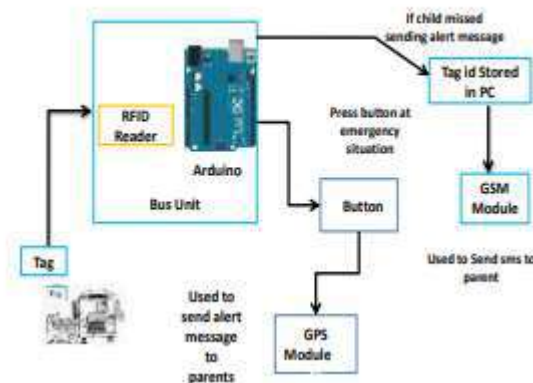 If child missed
sending alert message
Tag id Stored
in PC
RFID
Reader
Arduino
Bus Unit
Press button at
emergency
situation
Button
GSM
Module
Tag
Used to Send sms to
parent
Used to
send alert
message
to
parents
GPS
Module